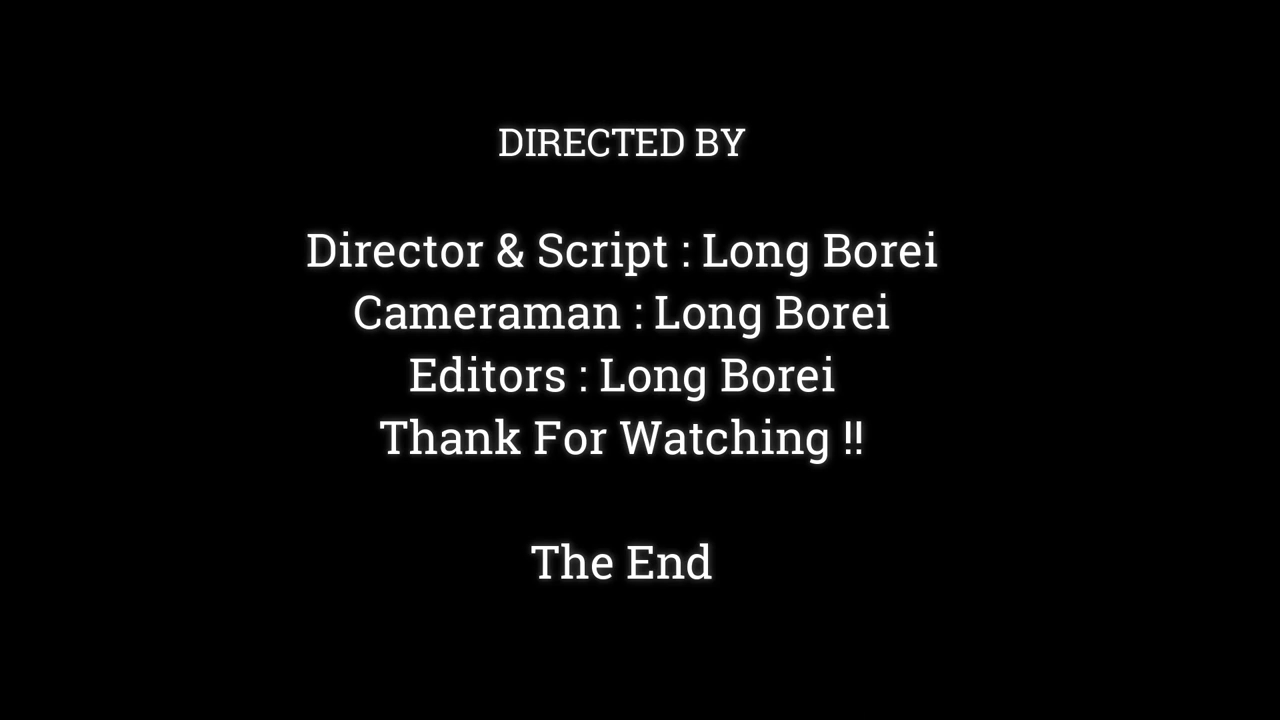 DIRECTED BY
Director & Script : Long Borei
Cameraman : Long Borei
Editors : Long Borei
Thank For Watching !!
The End